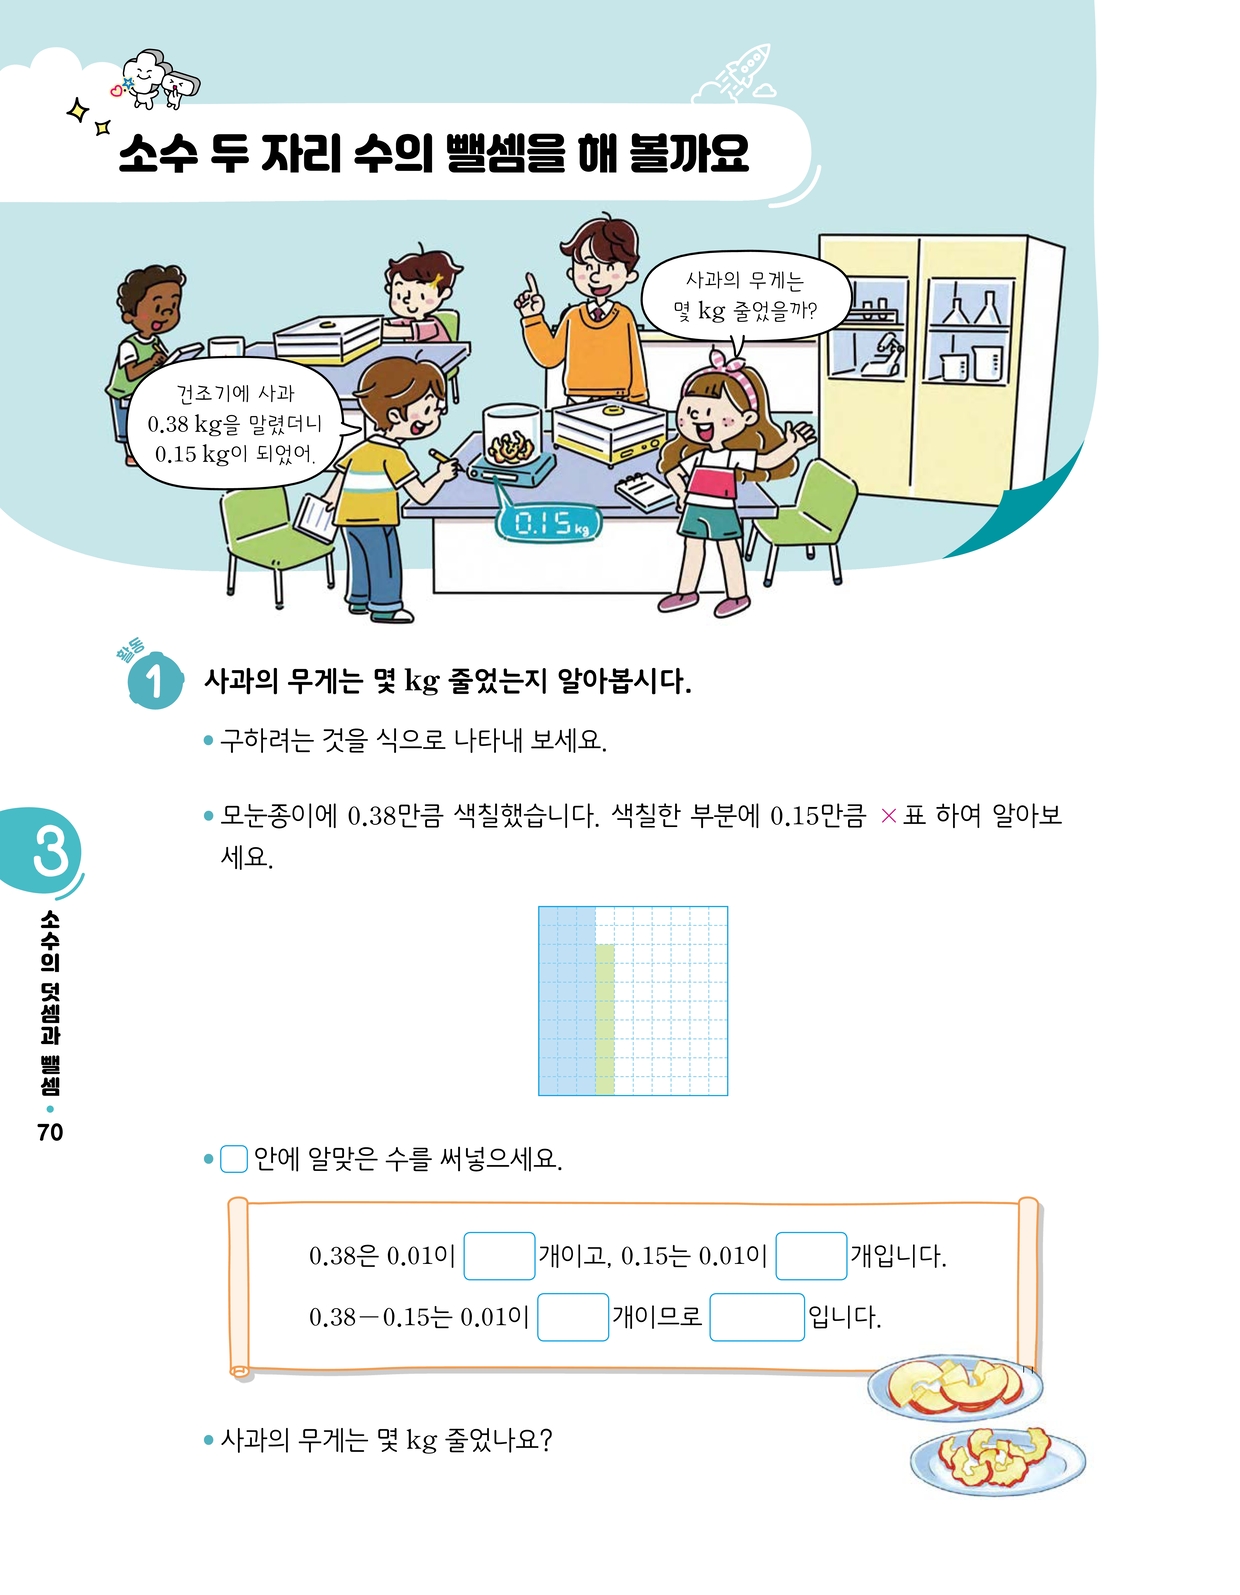 소수 두 자리 수의 뺄셈을 해 볼까요
사과의 무게는
몇 kg 줄었을까?
건조기에 사과
0.38 kg을 말렸더니
0.15 kg이 되었어.
0.15 kg
활동
1 사과의 무게는 몇 kg 줄었는지 알아봅시다.
구하려는 것을 식으로 나타내 보세요.
모눈종이에 0.38만큼 색칠했습니다. 색칠한 부분에 0.15만큼 ×표 하여 알아보
세요.
3
소수의 덧셈과 뺄셈
70
안에 알맞은 수를 써넣으세요.
0.38은 0.01이 개이고, 0.15는 0.01이 개입니다.
0.38-0.15는 0.01이 개이므로 입니다.
사과의 무게는 몇 kg 줄었나요?